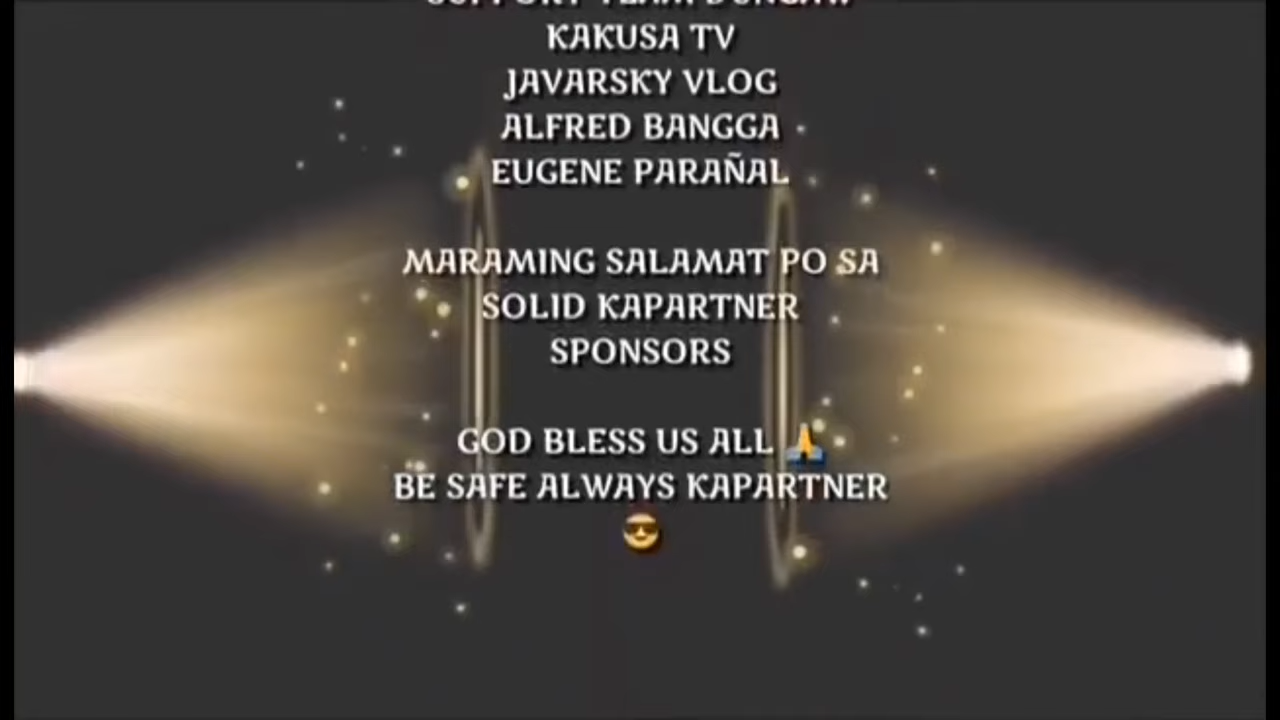 KAKUSA TV
JAVARSKY VLOG
ALFRED BANGGA
EUGENE PARAÑAL
MARAMING SALAMAT PO SA
SOLID KAPARTNER
SPONSORS
GOD BLESS US ALL 🙏
BE SAFE ALWAYS KAPARTNER
😎